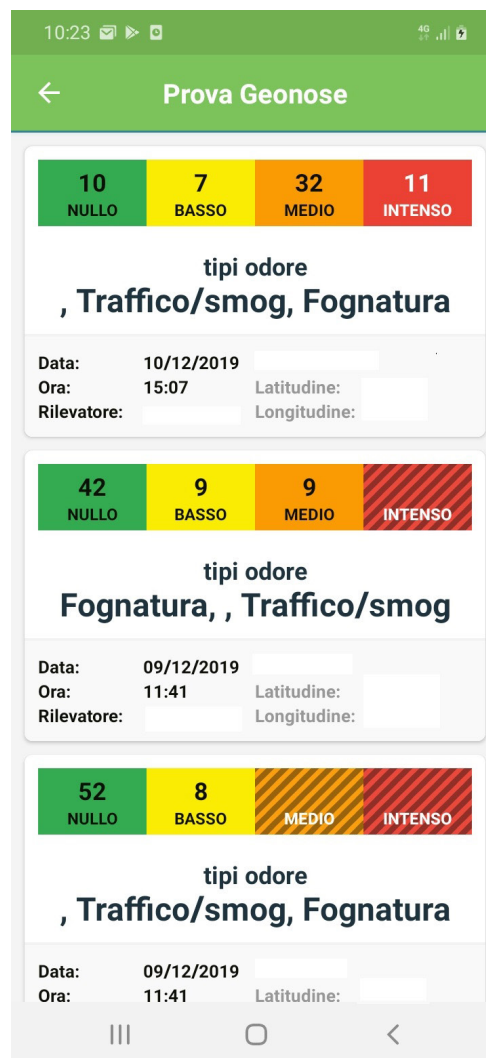 10:23 4G
Prova Geonose
10 7 32 11
NULLO BASSO MEDIO INTENSO
tipi odore
, Traffico/smog, Fognatura
Data: 10/12/2019
Ora: 15:07 Latitudine:
Rilevatore: Longitudine:
42 9 9
NULLO BASSO MEDIO INTENSO
tipi odore
Fognatura, , Traffico/smog
Data: 09/12/2019
Ora: 11:41 Latitudine:
Rilevatore: Longitudine:
52 8
NULLO BASSO MEDIO INTENSO
tipi odore
, Traffico/smog, Fognatura
Data: 09/12/2019
Ora: 11:41 Latitudine: